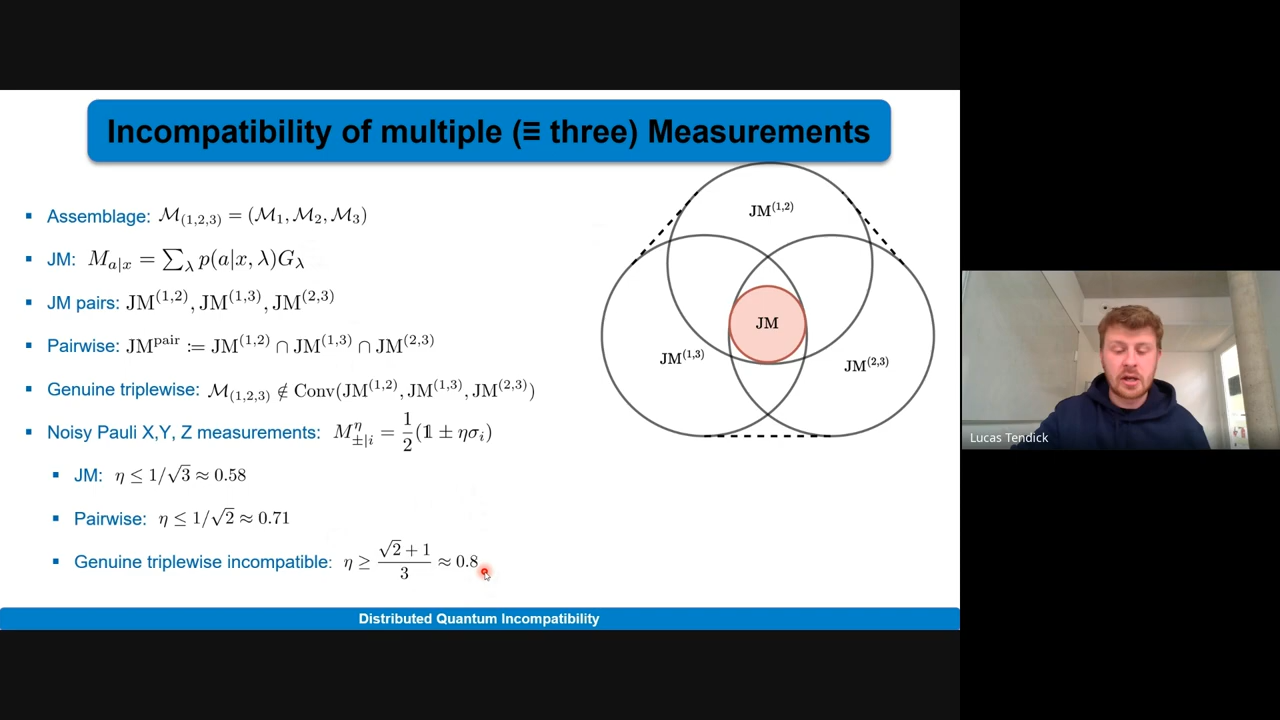 Incompatibility of multiple (≡ three) Measurements
Assemblage: 𝓜₍₁,₂,₃₎ = (𝓜₁, 𝓜₂, 𝓜₃)
JM: M_{a|x} = ∑_λ p(a|x, λ)G_λ
JM pairs: JM^{(1,2)}, JM^{(1,3)}, JM^{(2,3)}
Pairwise: JM^{pair} := JM^{(1,2)} ∩ JM^{(1,3)} ∩ JM^{(2,3)}
Genuine triplewise: 𝓜₍₁,₂,₃₎ ∉ Conv(JM^{(1,2)}, JM^{(1,3)}, JM^{(2,3)})
Noisy Pauli X,Y, Z measurements: M^η_{±|i} = 1/2(𝟙 ± ησ_i)
JM: η ≤ 1/√3 ≈ 0.58
Pairwise: η ≤ 1/√2 ≈ 0.71
Genuine triplewise incompatible: η ≥ (√2 + 1)/3 ≈ 0.8
JM^{(1,2)}
JM
JM^{(1,3)}
JM^{(2,3)}
Distributed Quantum Incompatibility
Lucas Tendick